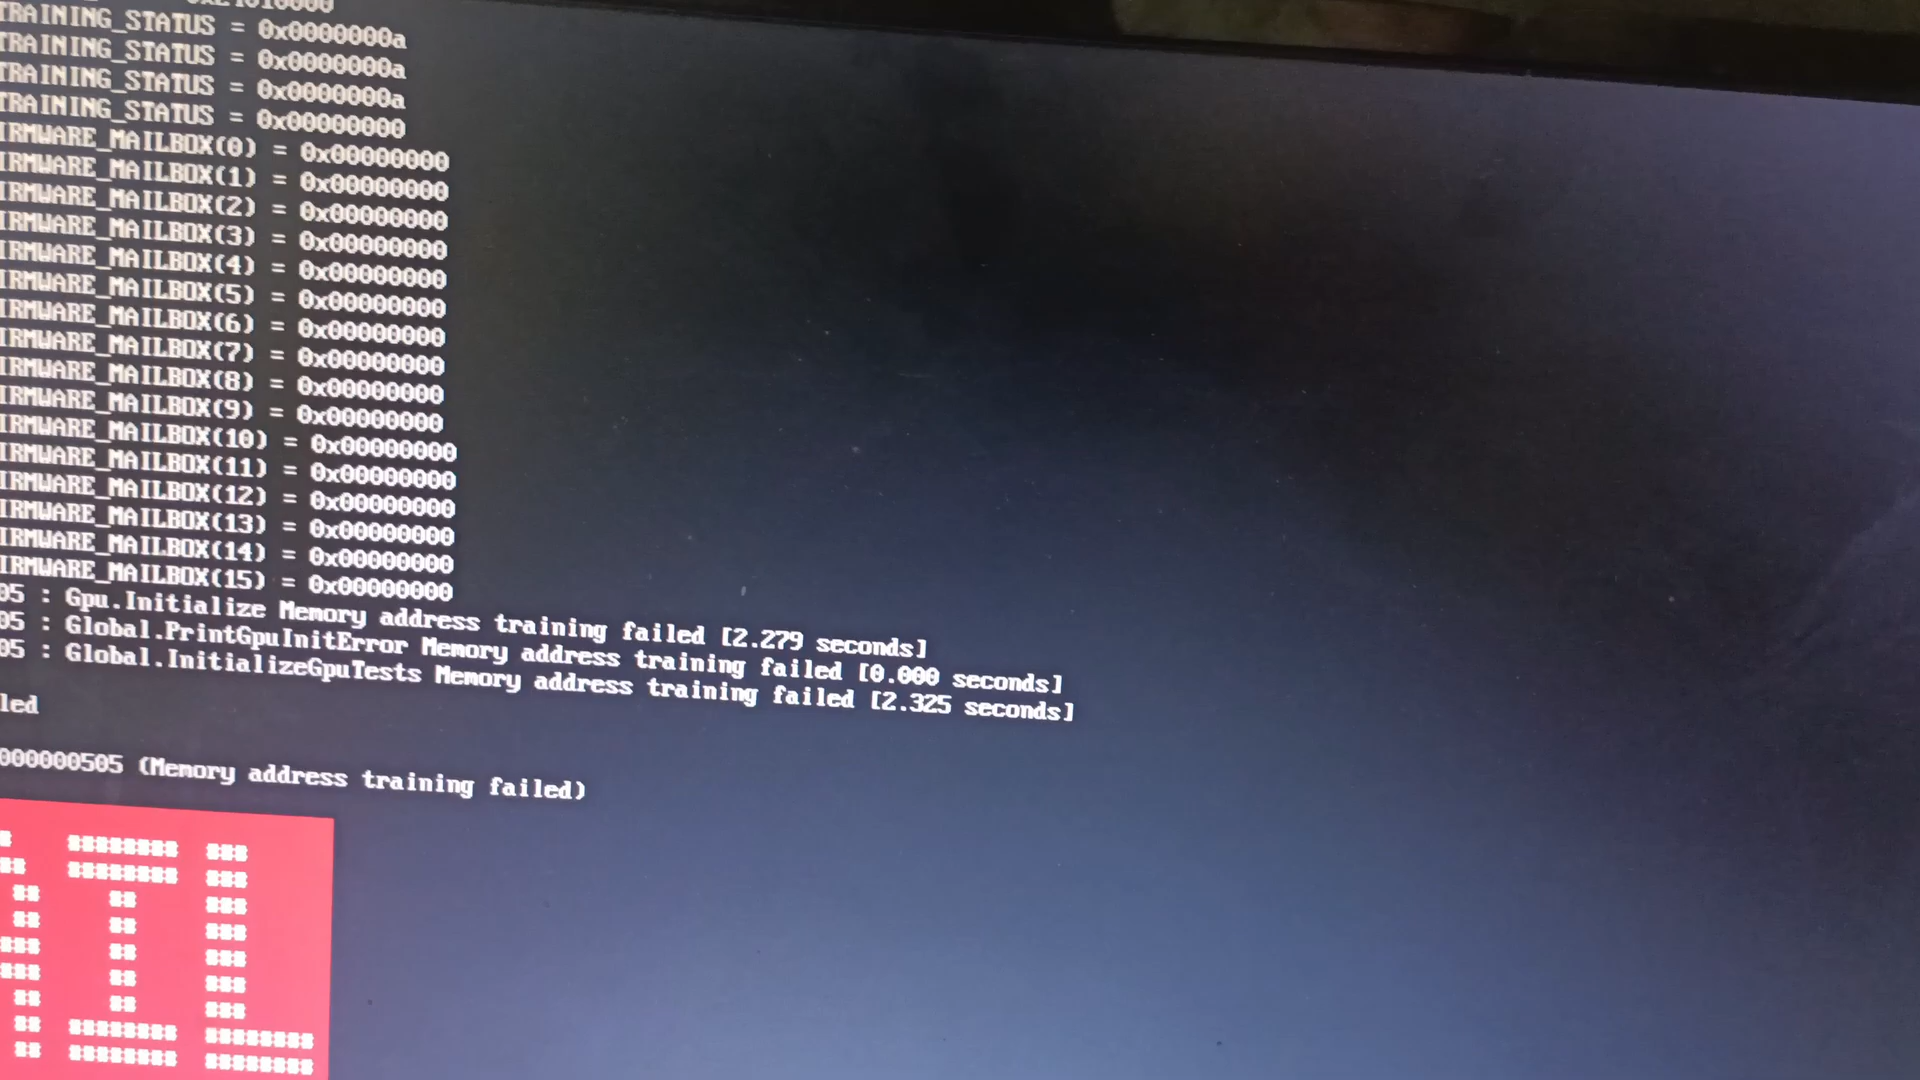 TRAINING_STATUS = 0x0000000a
TRAINING_STATUS = 0x0000000a
TRAINING_STATUS = 0x0000000a
TRAINING_STATUS = 0x00000000
IRMWARE_MAILBOX(0) = 0x00000000
IRMWARE_MAILBOX(1) = 0x00000000
IRMWARE_MAILBOX(2) = 0x00000000
IRMWARE_MAILBOX(3) = 0x00000000
IRMWARE_MAILBOX(4) = 0x00000000
IRMWARE_MAILBOX(5) = 0x00000000
IRMWARE_MAILBOX(6) = 0x00000000
IRMWARE_MAILBOX(7) = 0x00000000
IRMWARE_MAILBOX(8) = 0x00000000
IRMWARE_MAILBOX(9) = 0x00000000
IRMWARE_MAILBOX(10) = 0x00000000
IRMWARE_MAILBOX(11) = 0x00000000
IRMWARE_MAILBOX(12) = 0x00000000
IRMWARE_MAILBOX(13) = 0x00000000
IRMWARE_MAILBOX(14) = 0x00000000
IRMWARE_MAILBOX(15) = 0x00000000
05 : Gpu.Initialize Memory address training failed [2.279 seconds]
05 : Global.PrintGpuInitError Memory address training failed [0.000 seconds]
05 : Global.InitializeGpuTests Memory address training failed [2.325 seconds]
led
000000505 (Memory address training failed)